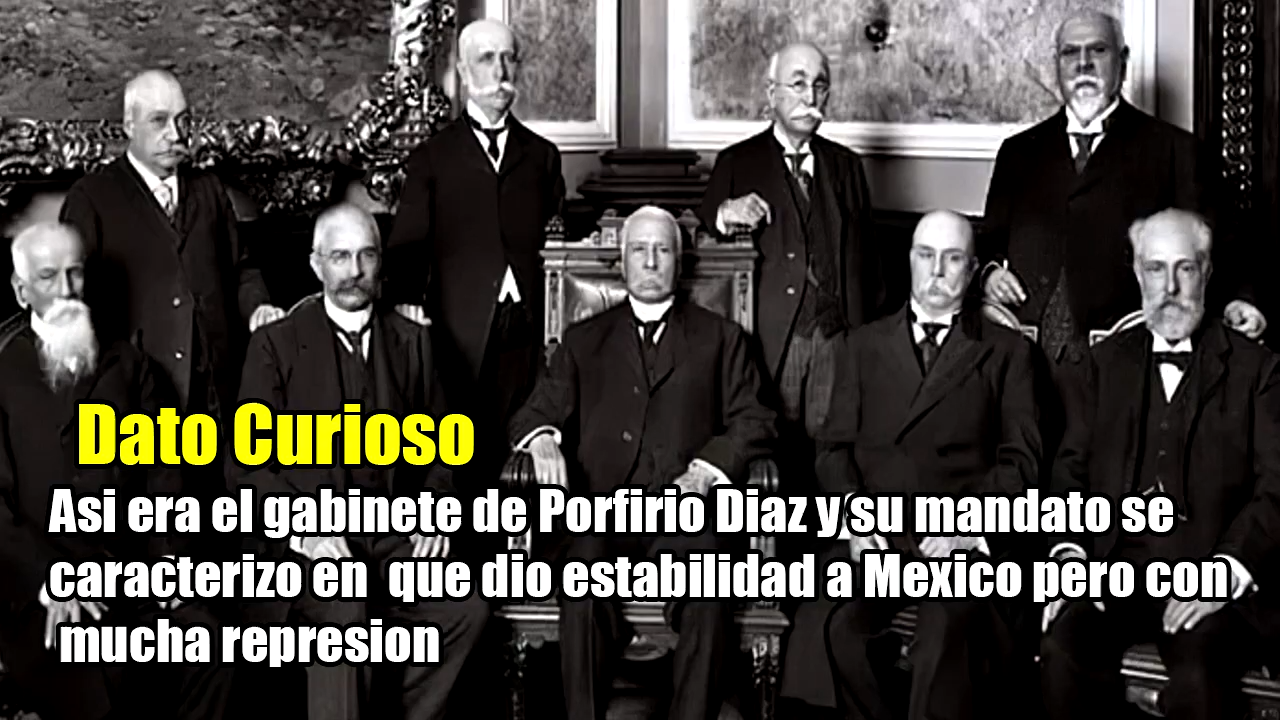 Dato Curioso
Asi era el gabinete de Porfirio Diaz y su mandato se
caracterizo en que dio estabilidad a Mexico pero con
mucha represion